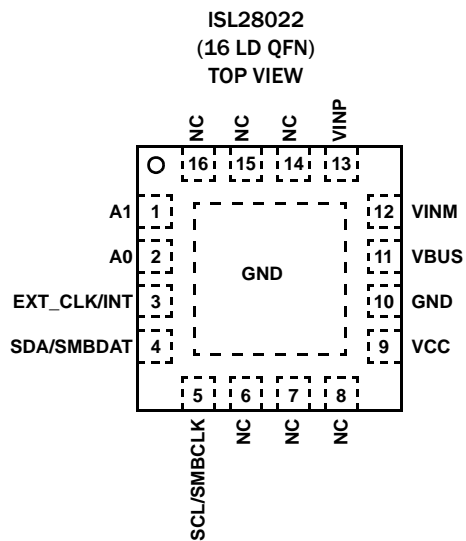 ISL28022
(16 LD QFN)
TOP VIEW
NC
NC
NC
VINP
16
15
14
13
A1
1
12
VINM
A0
2
11
VBUS
GND
EXT_CLK/INT
3
10
GND
SDA/SMBDAT
4
9
VCC
5
6
7
8
SCL/SMBCLK
NC
NC
NC